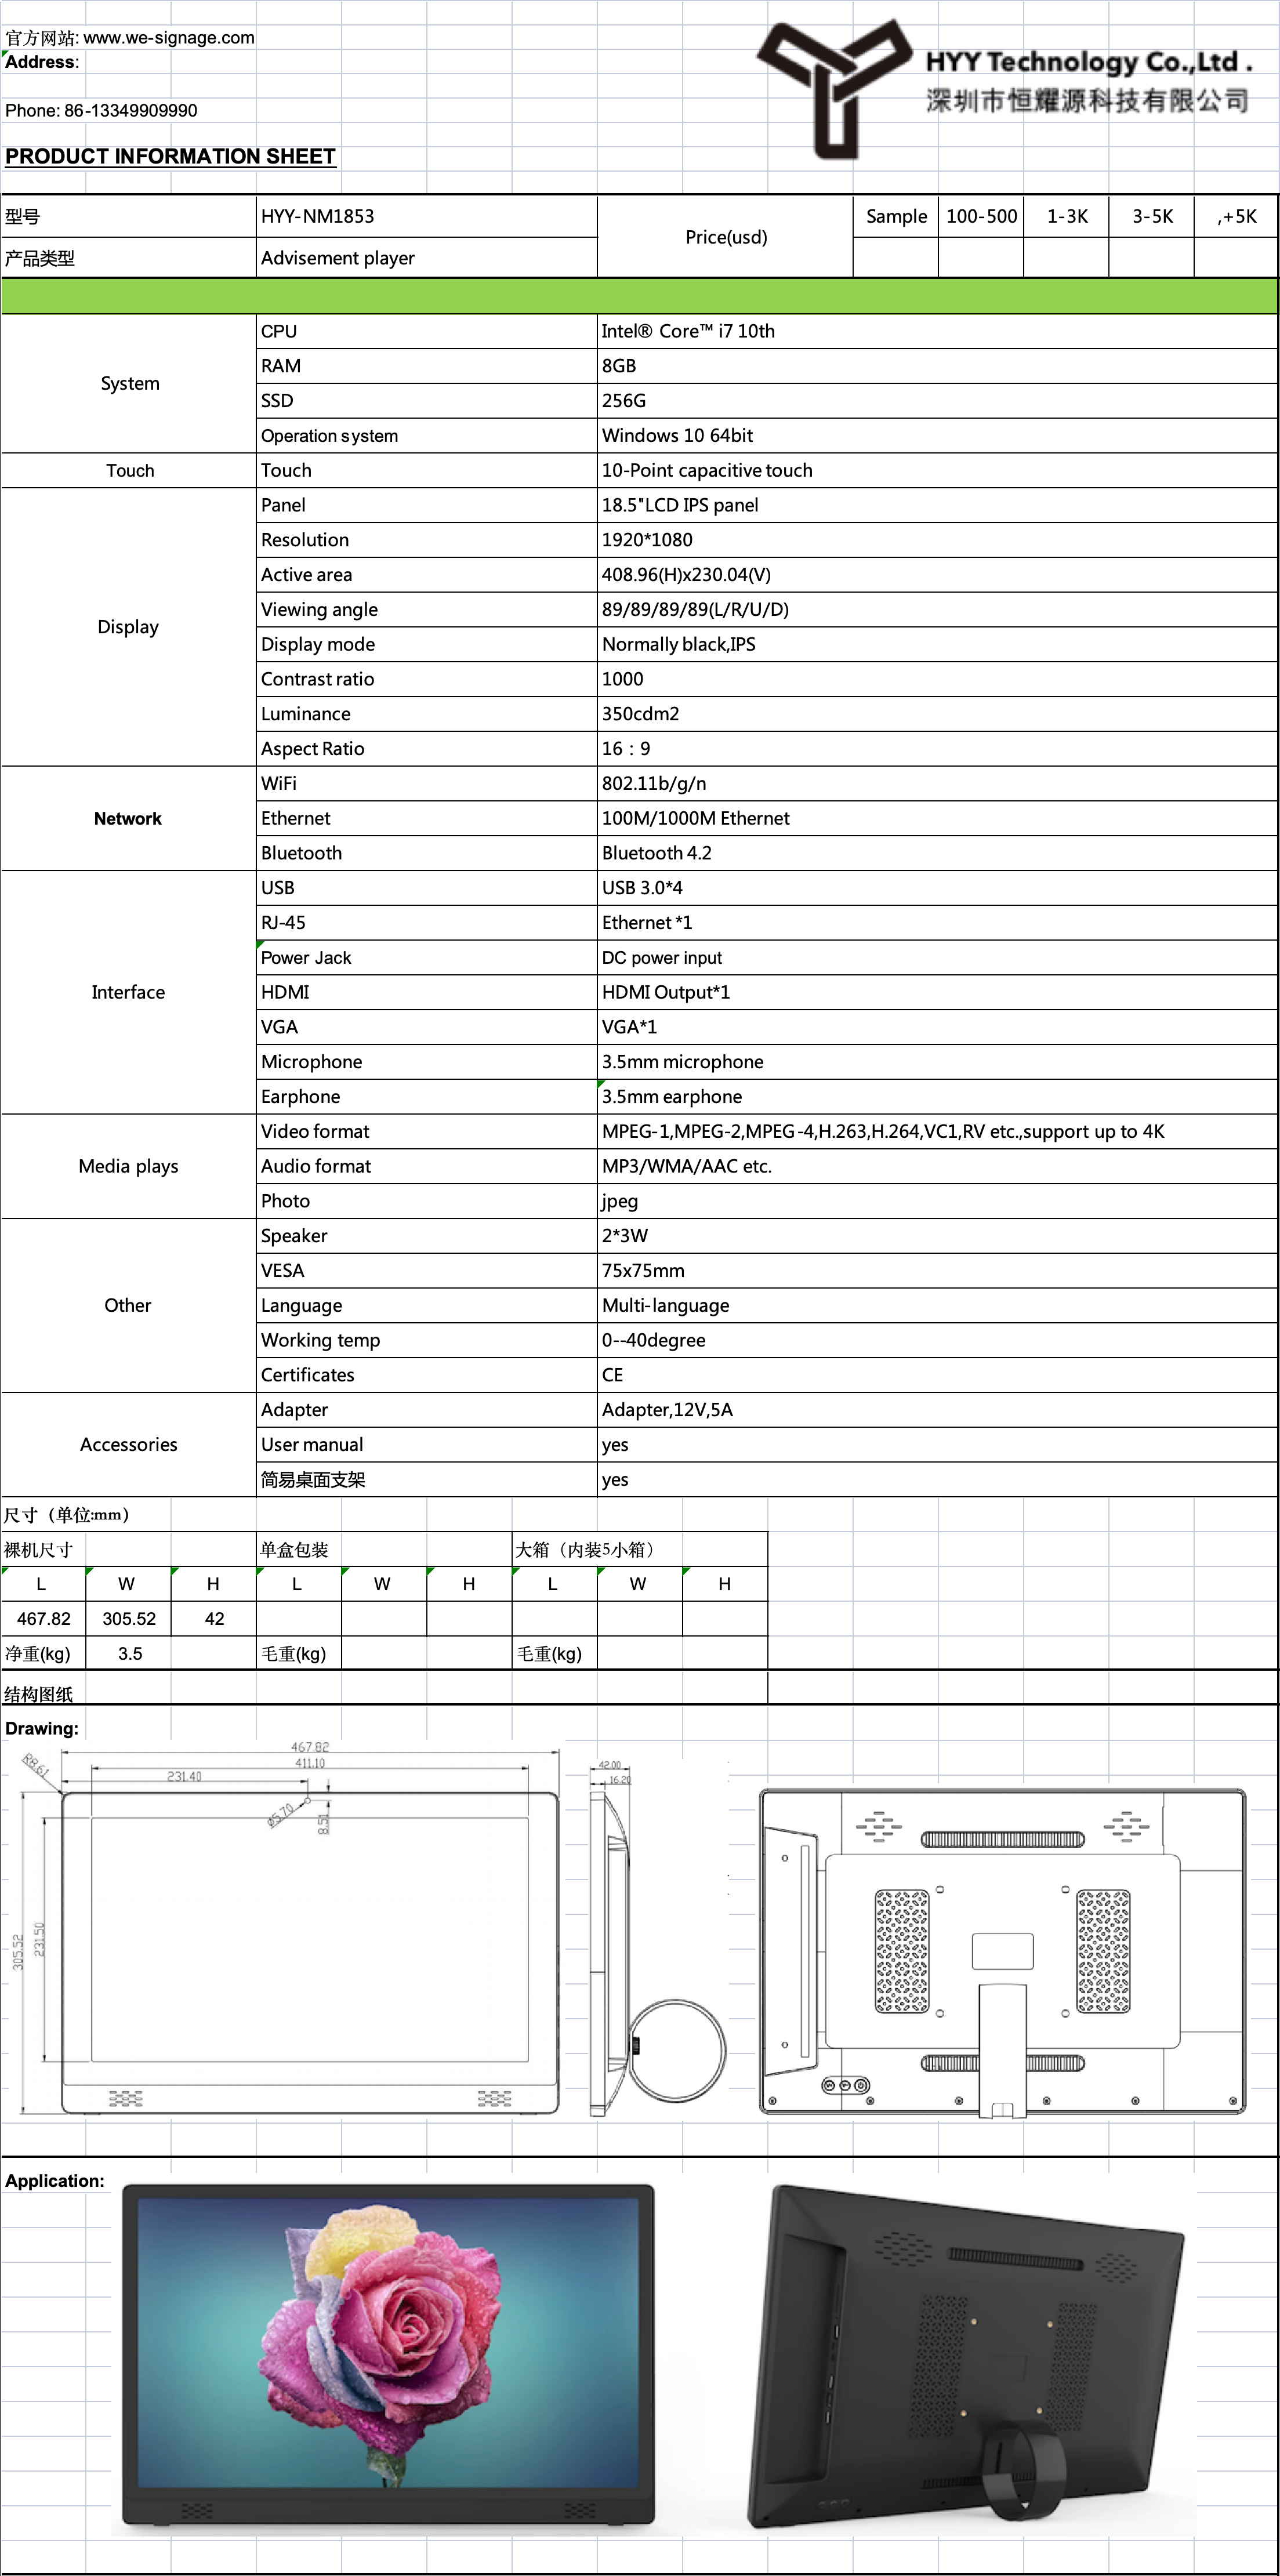 官方网站: www.we-signage.com
Address:
Phone: 86-13349909990
HYY Technology Co.,Ltd .
深圳市恒耀源科技有限公司
PRODUCT INFORMATION SHEET
型号 HYY-NM1853 Price(usd) Sample 100-500 1-3K 3-5K ,+5K
产品类型 Advisement player
System
CPU Intel® Core™ i7 10th
RAM 8GB
SSD 256G
Operation system Windows 10 64bit
Touch Touch 10-Point capacitive touch
Display
Panel 18.5"LCD IPS panel
Resolution 1920*1080
Active area 408.96(H)x230.04(V)
Viewing angle 89/89/89/89(L/R/U/D)
Display mode Normally black,IPS
Contrast ratio 1000
Luminance 350cdm2
Aspect Ratio 16：9
Network
WiFi 802.11b/g/n
Ethernet 100M/1000M Ethernet
Bluetooth Bluetooth 4.2
Interface
USB USB 3.0*4
RJ-45 Ethernet *1
Power Jack DC power input
HDMI HDMI Output*1
VGA VGA*1
Microphone 3.5mm microphone
Earphone 3.5mm earphone
Media plays
Video format MPEG-1,MPEG-2,MPEG-4,H.263,H.264,VC1,RV etc.,support up to 4K
Audio format MP3/WMA/AAC etc.
Photo jpeg
Other
Speaker 2*3W
VESA 75x75mm
Language Multi-language
Working temp 0--40degree
Certificates CE
Accessories
Adapter Adapter,12V,5A
User manual yes
简易桌面支架 yes
尺寸（单位:mm）
裸机尺寸 单盒包装 大箱（内装5小箱）
L W H L W H L W H
467.82 305.52 42
净重(kg) 3.5 毛重(kg) 毛重(kg)
结构图纸
Drawing:
467.82
411.10
231.40
R8.61
Ø5.70
8.51
305.52
231.50
42.00
16.20
Application: